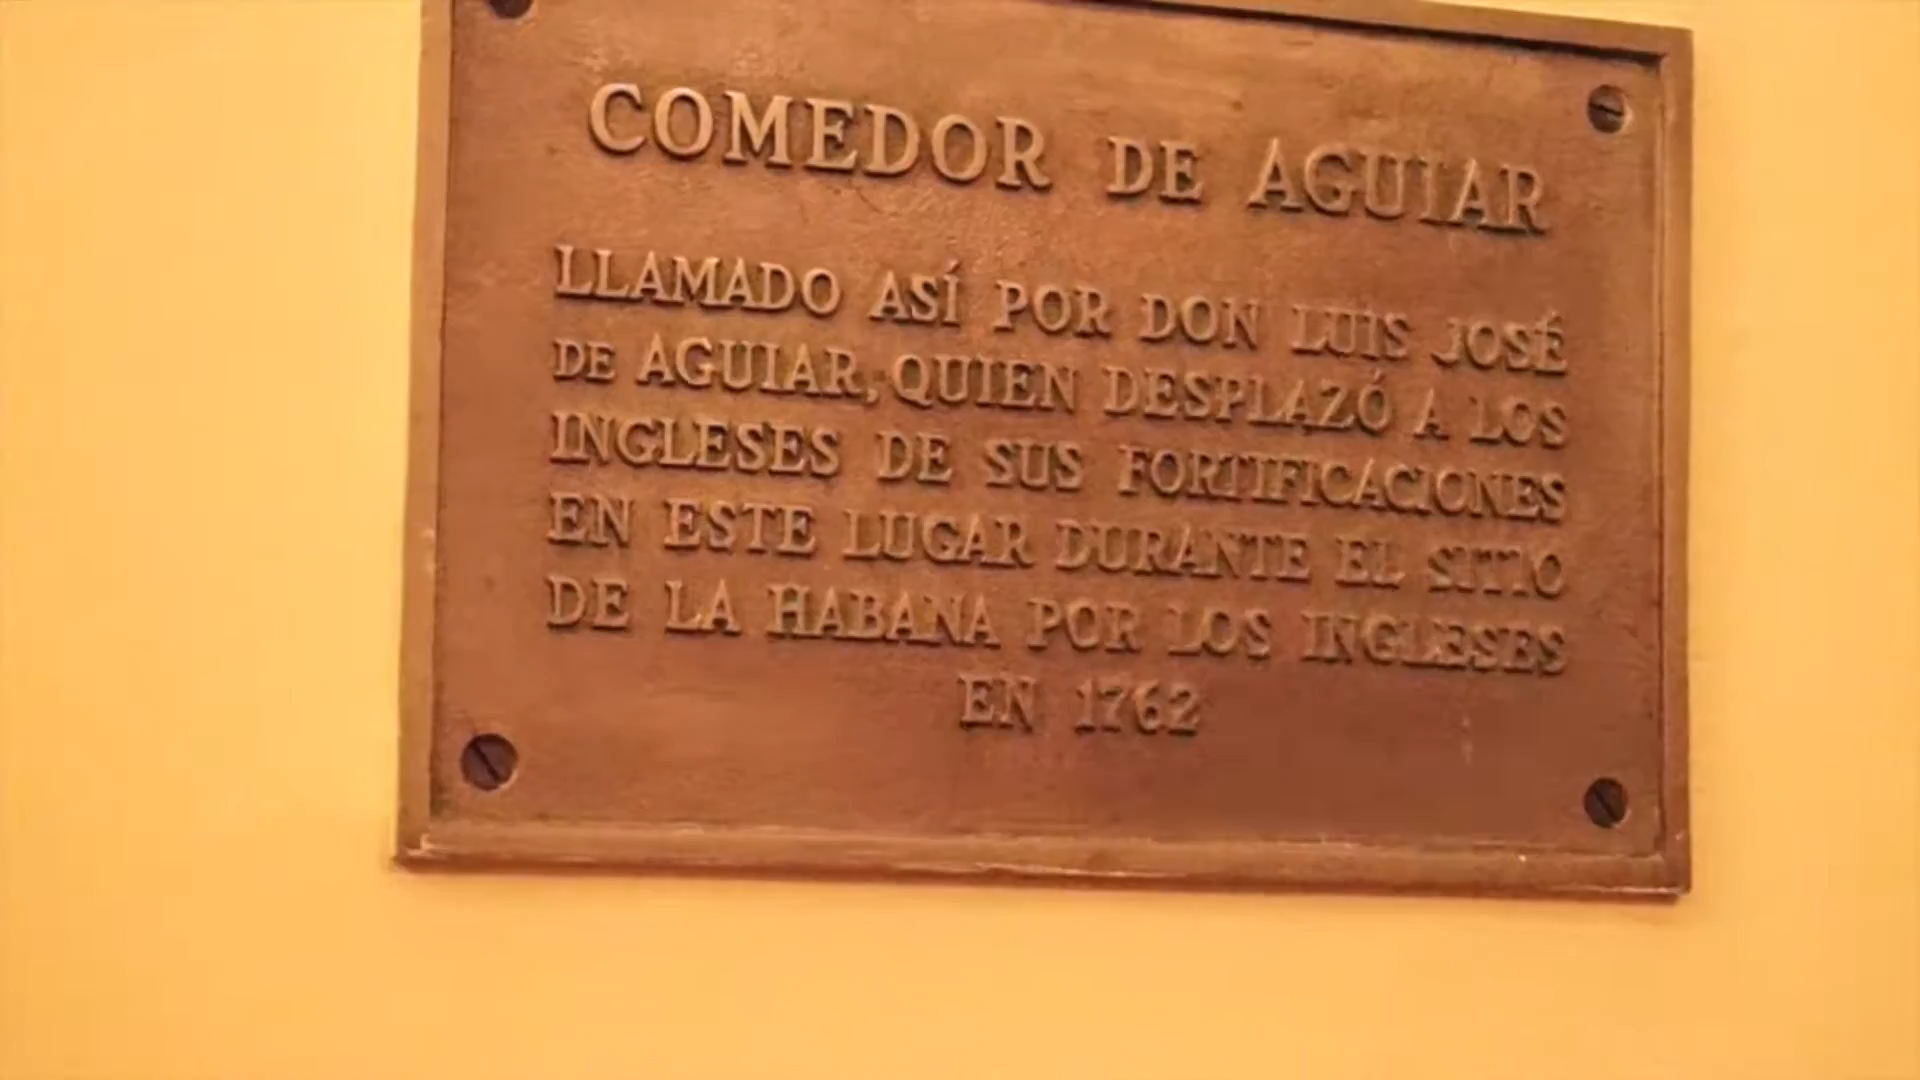 COMEDOR DE AGUIAR
LLAMADO ASÍ POR DON LUIS JOSÉ
DE AGUIAR, QUIEN DESPLAZÓ A LOS
INGLESES DE SUS FORTIFICACIONES
EN ESTE LUGAR DURANTE EL SITIO
DE LA HABANA POR LOS INGLESES
EN 1762